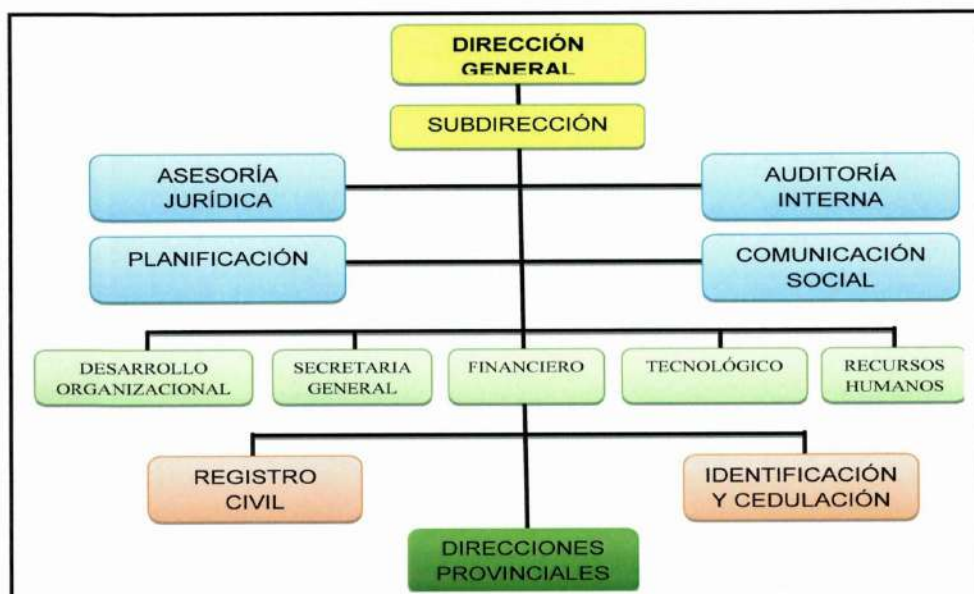 DIRECCIÓN
GENERAL
SUBDIRECCIÓN
ASESORÍA
JURÍDICA
AUDITORÍA
INTERNA
PLANIFICACIÓN
COMUNICACIÓN
SOCIAL
DESARROLLO
ORGANIZACIONAL
SECRETARIA
GENERAL
FINANCIERO
TECNOLÓGICO
RECURSOS
HUMANOS
REGISTRO
CIVIL
IDENTIFICACIÓN
Y CEDULACIÓN
DIRECCIONES
PROVINCIALES